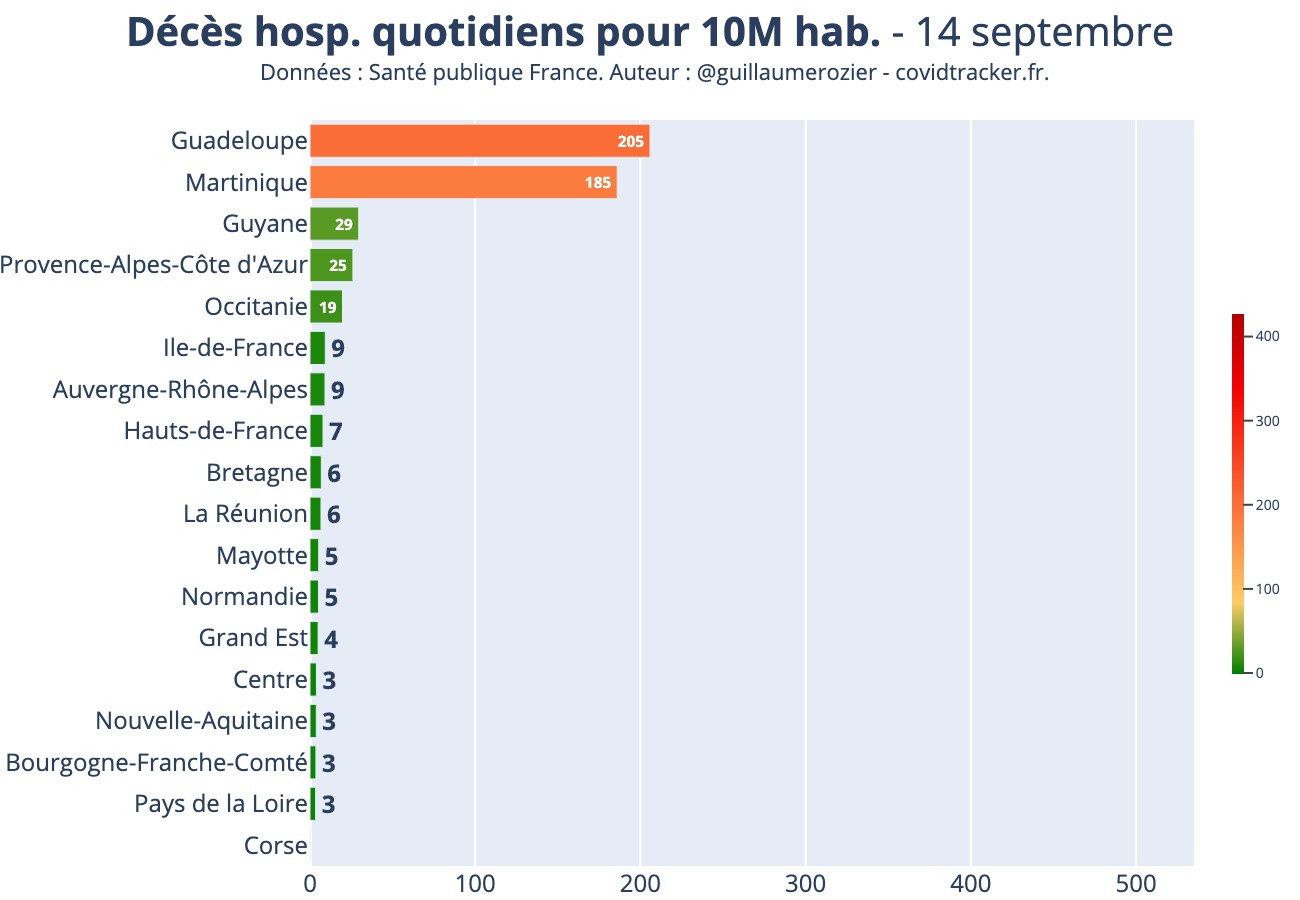 Décès hosp. quotidiens pour 10M hab. - 14 septembre
Données : Santé publique France. Auteur : @guillaumerozier - covidtracker.fr.
Guadeloupe 205
Martinique 185
Guyane 29
Provence-Alpes-Côte d'Azur 25
Occitanie 19
Ile-de-France 9
Auvergne-Rhône-Alpes 9
Hauts-de-France 7
Bretagne 6
La Réunion 6
Mayotte 5
Normandie 5
Grand Est 4
Centre 3
Nouvelle-Aquitaine 3
Bourgogne-Franche-Comté 3
Pays de la Loire 3
Corse
0 100 200 300 400 500
400
300
200
100
0